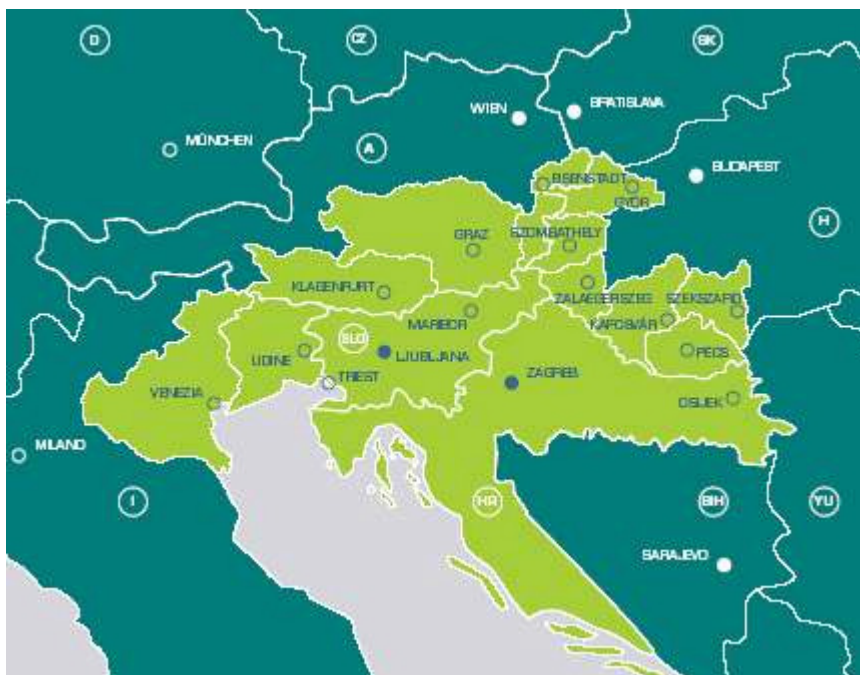 D
CZ
SK
BRATISLAVA
WIEN
MÜNCHEN
A
BUDAPEST
EISENSTADT
GYÖR
H
GRAZ
SZOMBATHELY
KLAGENFURT
ZALAEGERSZEG
SZEKSZARD
MARIBOR
KAPOSVÁR
SLO
UDINE
LJUBLJANA
PECS
TRIEST
ZAGREB
VENEZIA
OSIJEK
MILANO
I
HR
BIH
YU
SARAJEVO